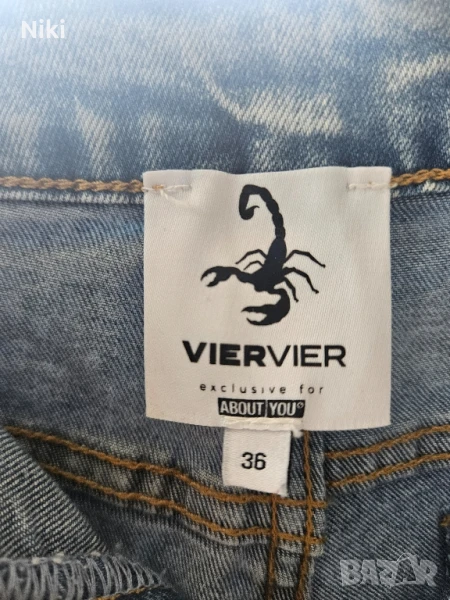 Niki
VIERVIER
exclusive for
ABOUT YOU°
36
BAZAR